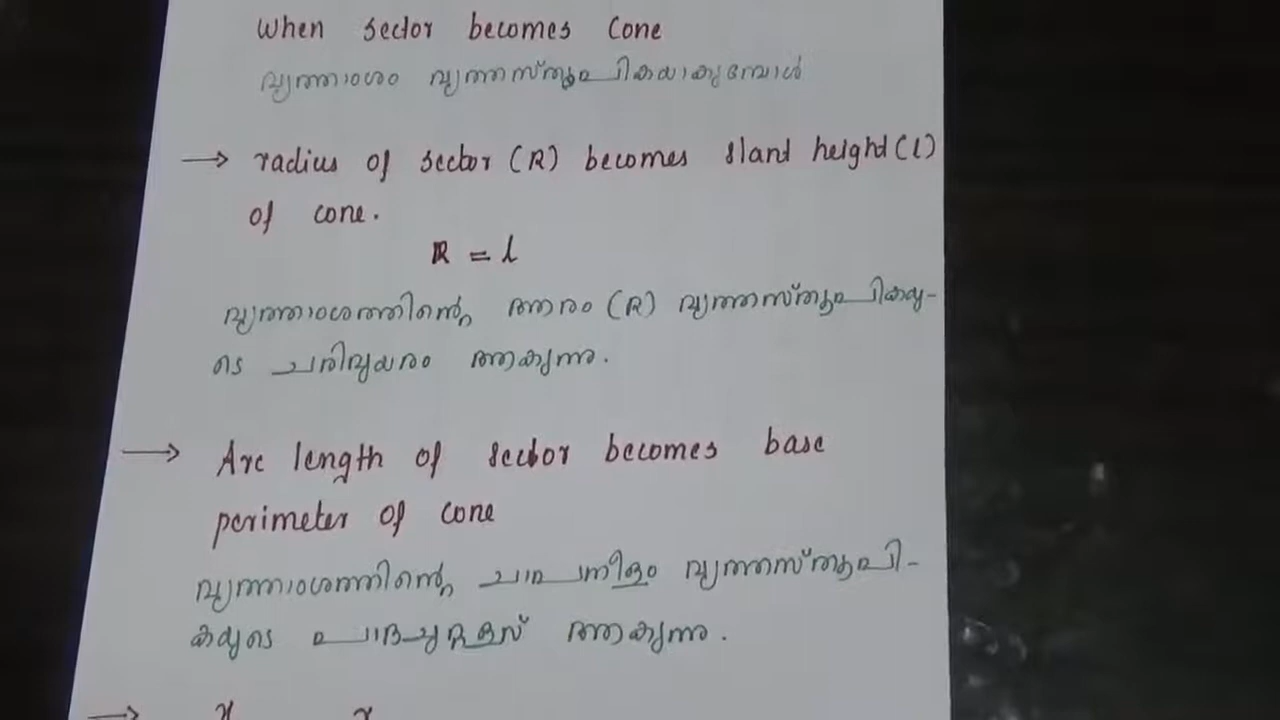 When sector becomes Cone
വൃത്താംശം വൃത്തസ്തൂപികയാകുമ്പോൾ
→ radius of sector (R) becomes slant height (l)
of cone.
R = l
വൃത്താംശത്തിന്റെ ആരം (R) വൃത്തസ്തൂപികയു-
ടെ ചരിവുയരം ആകുന്നു.
→ Arc length of sector becomes base
perimeter of cone
വൃത്താംശത്തിന്റെ ചാപനീളം വൃത്തസ്തൂപി-
കയുടെ പാദചുറ്റളവ് ആകുന്നു.
→